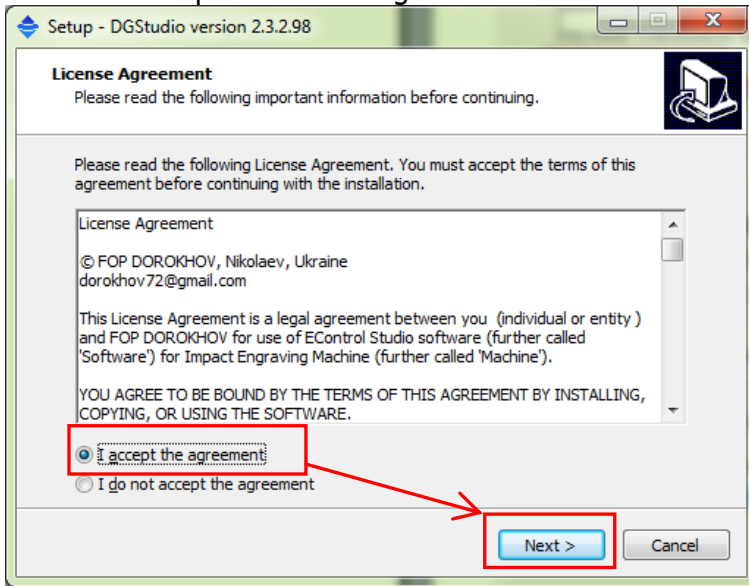 Setup - DGStudio version 2.3.2.98
License Agreement
Please read the following important information before continuing.
Please read the following License Agreement. You must accept the terms of this
agreement before continuing with the installation.
License Agreement
© FOP DOROKHOV, Nikolaev, Ukraine
dorokhov72@gmail.com
This License Agreement is a legal agreement between you (individual or entity )
and FOP DOROKHOV for use of EControl Studio software (further called
'Software') for Impact Engraving Machine (further called 'Machine').
YOU AGREE TO BE BOUND BY THE TERMS OF THIS AGREEMENT BY INSTALLING,
COPYING, OR USING THE SOFTWARE.
I accept the agreement
I do not accept the agreement
Next >
Cancel